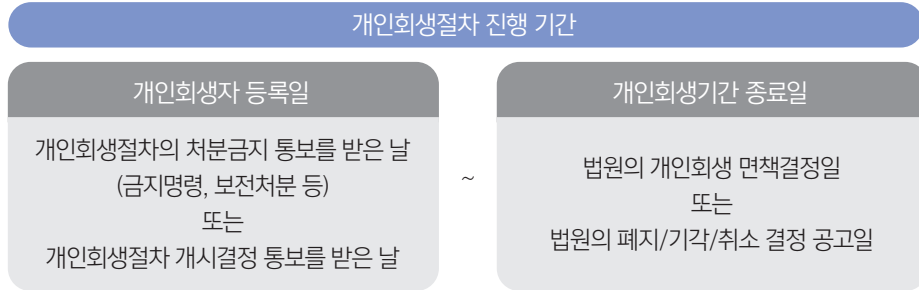 개인회생절차 진행 기간
개인회생자 등록일
개인회생절차의 처분금지 통보를 받은 날
(금지명령, 보전처분 등)
또는
개인회생절차 개시결정 통보를 받은 날
~
개인회생기간 종료일
법원의 개인회생 면책결정일
또는
법원의 폐지/기각/취소 결정 공고일